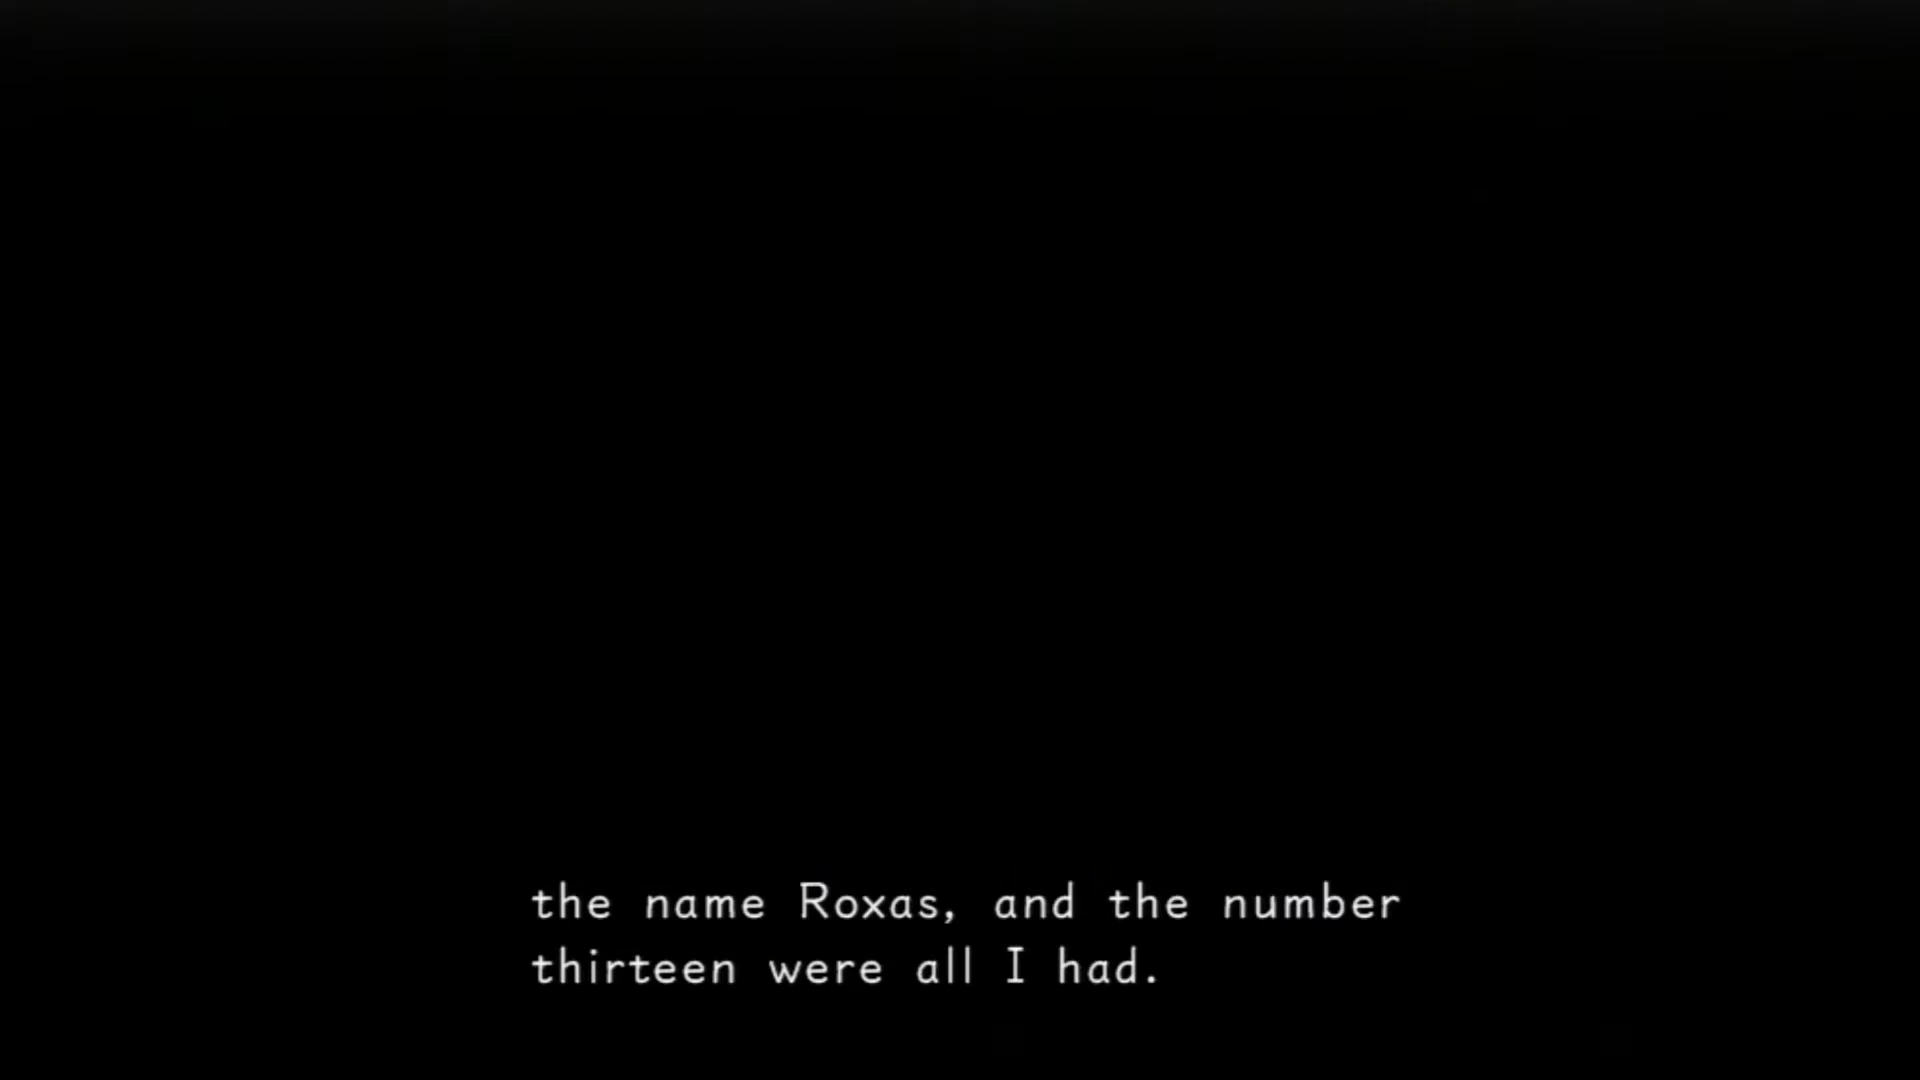 the name Roxas, and the number
thirteen were all I had.